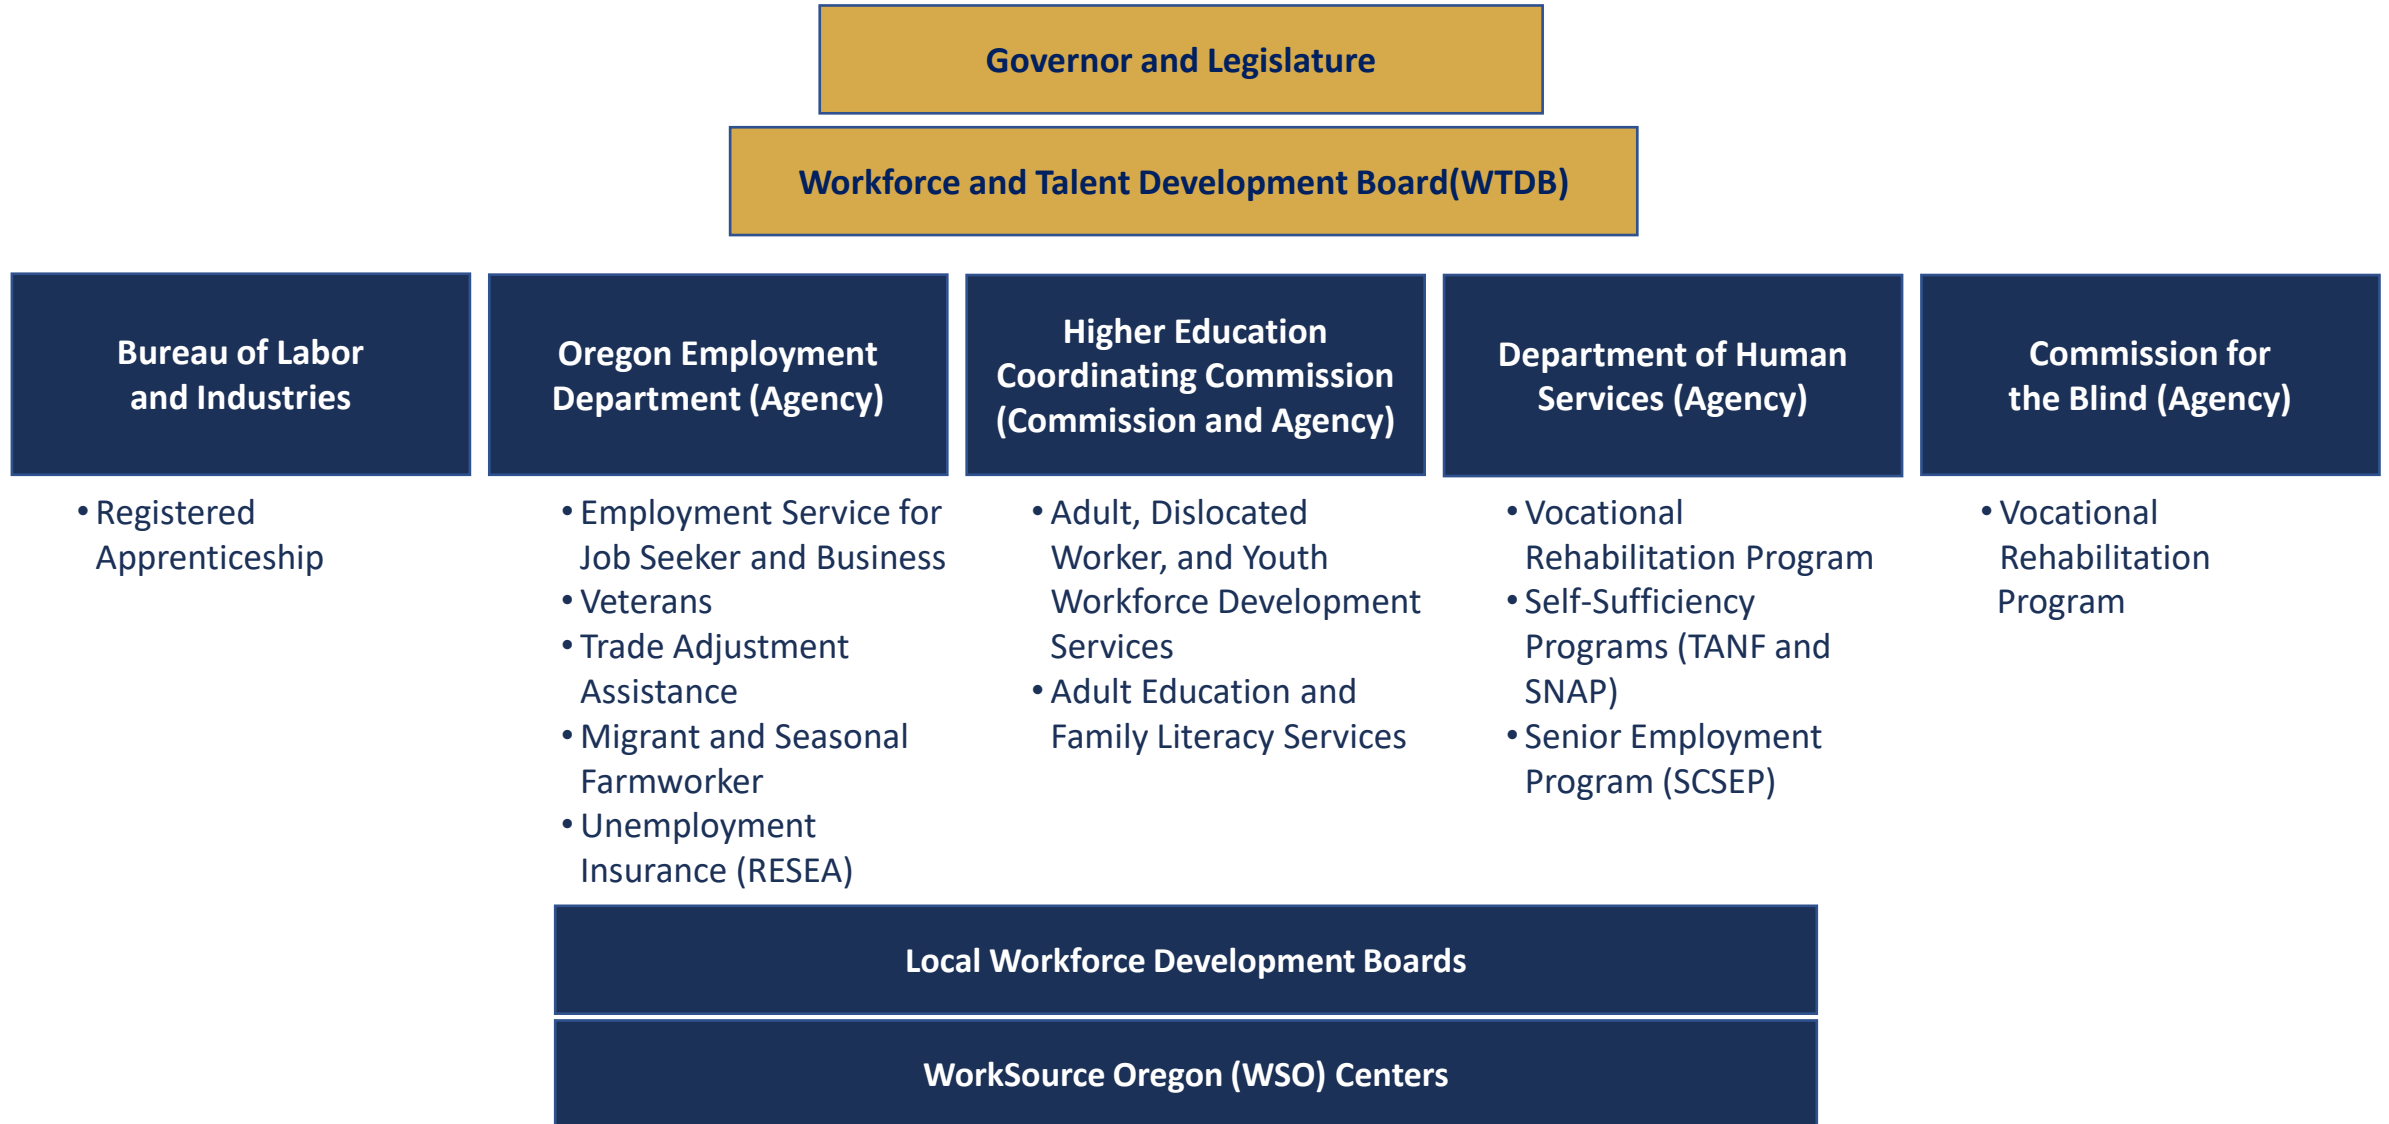 Governor and Legislature
Workforce and Talent Development Board(WTDB)
Bureau of Labor
and Industries
• Registered
Apprenticeship
Oregon Employment
Department (Agency)
• Employment Service for
Job Seeker and Business
• Veterans
• Trade Adjustment
Assistance
• Migrant and Seasonal
Farmworker
• Unemployment
Insurance (RESEA)
Higher Education
Coordinating Commission
(Commission and Agency)
• Adult, Dislocated
Worker, and Youth
Workforce Development
Services
• Adult Education and
Family Literacy Services
Department of Human
Services (Agency)
• Vocational
Rehabilitation Program
• Self-Sufficiency
Programs (TANF and
SNAP)
• Senior Employment
Program (SCSEP)
Commission for
the Blind (Agency)
• Vocational
Rehabilitation
Program
Local Workforce Development Boards
WorkSource Oregon (WSO) Centers